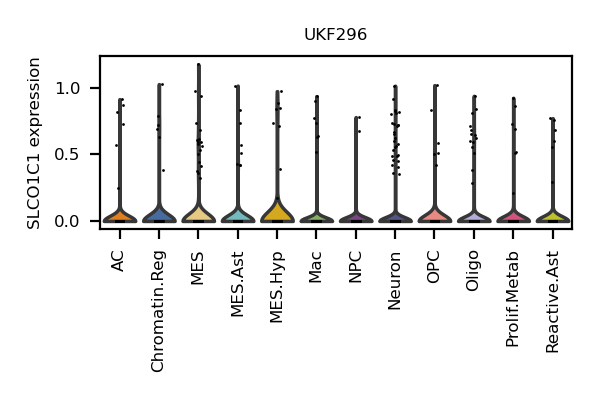 UKF296
SLCO1C1 expression
1.0
0.5
0.0
AC
Chromatin.Reg
MES
MES.Ast
MES.Hyp
Mac
NPC
Neuron
OPC
Oligo
Prolif.Metab
Reactive.Ast